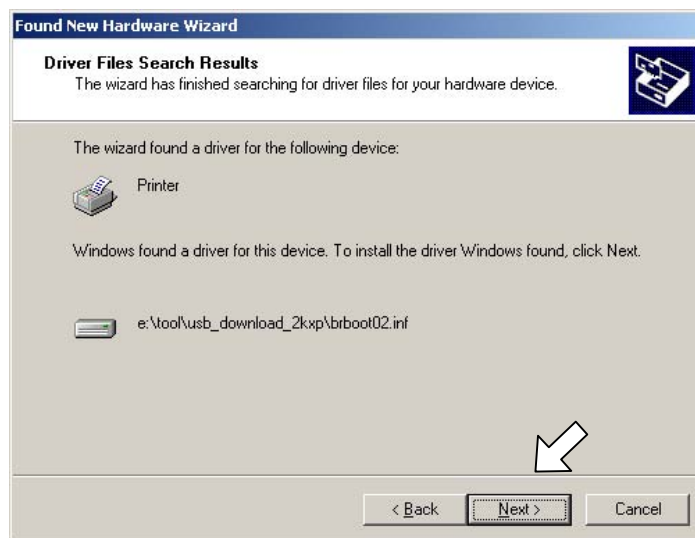 Found New Hardware Wizard
Driver Files Search Results
The wizard has finished searching for driver files for your hardware device.
The wizard found a driver for the following device:
Printer
Windows found a driver for this device. To install the driver Windows found, click Next.
e:\tool\usb_download_2kxp\brboot02.inf
< Back
Next >
Cancel